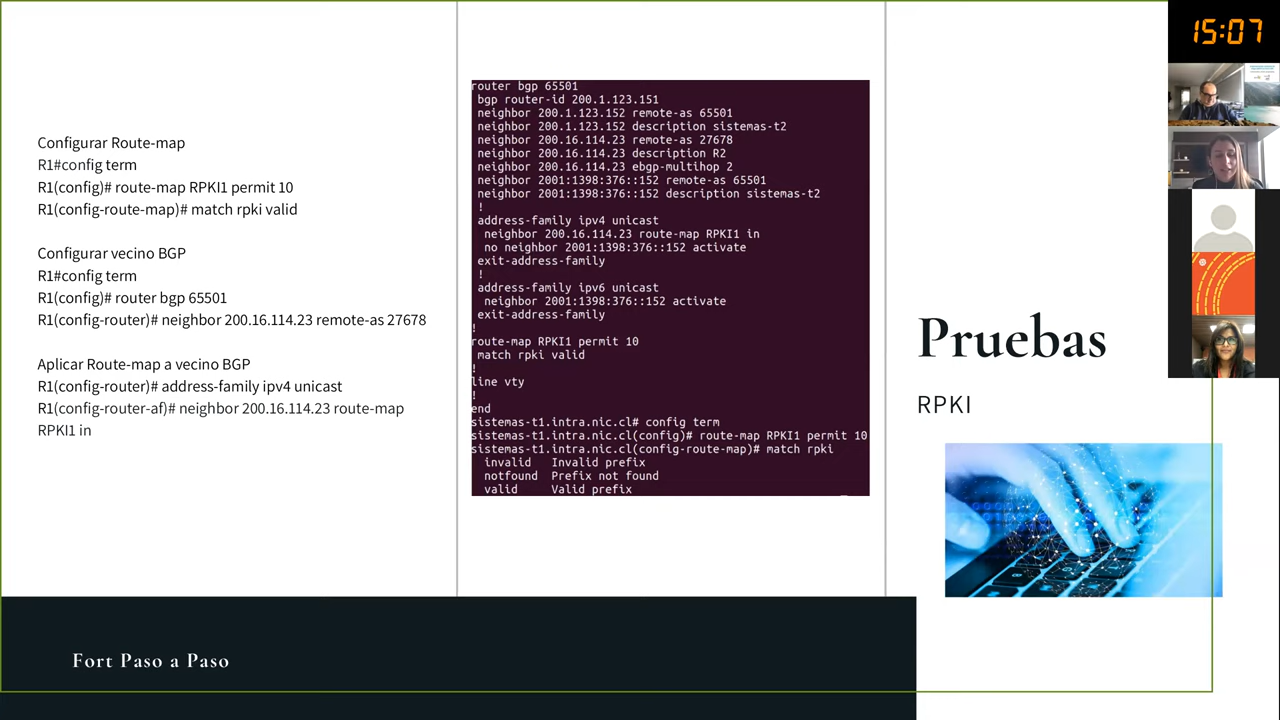 15:07
Configurar Route-map
R1#config term
R1(config)# route-map RPKI1 permit 10
R1(config-route-map)# match rpki valid
Configurar vecino BGP
R1#config term
R1(config)# router bgp 65501
R1(config-router)# neighbor 200.16.114.23 remote-as 27678
Aplicar Route-map a vecino BGP
R1(config-router)# address-family ipv4 unicast
R1(config-router-af)# neighbor 200.16.114.23 route-map
RPKI1 in
router bgp 65501
bgp router-id 200.1.123.151
neighbor 200.1.123.152 remote-as 65501
neighbor 200.1.123.152 description sistemas-t2
neighbor 200.16.114.23 remote-as 27678
neighbor 200.16.114.23 description R2
neighbor 200.16.114.23 ebgp-multihop 2
neighbor 2001:1398:376::152 remote-as 65501
neighbor 2001:1398:376::152 description sistemas-t2
!
address-family ipv4 unicast
neighbor 200.16.114.23 route-map RPKI1 in
no neighbor 2001:1398:376::152 activate
exit-address-family
!
address-family ipv6 unicast
neighbor 2001:1398:376::152 activate
exit-address-family
!
route-map RPKI1 permit 10
match rpki valid
!
line vty
!
end
sistemas-t1.intra.nic.cl# config term
sistemas-t1.intra.nic.cl(config)# route-map RPKI1 permit 10
sistemas-t1.intra.nic.cl(config-route-map)# match rpki
invalid Invalid prefix
notfound Prefix not found
valid Valid prefix
Pruebas
RPKI
Fort Paso a Paso